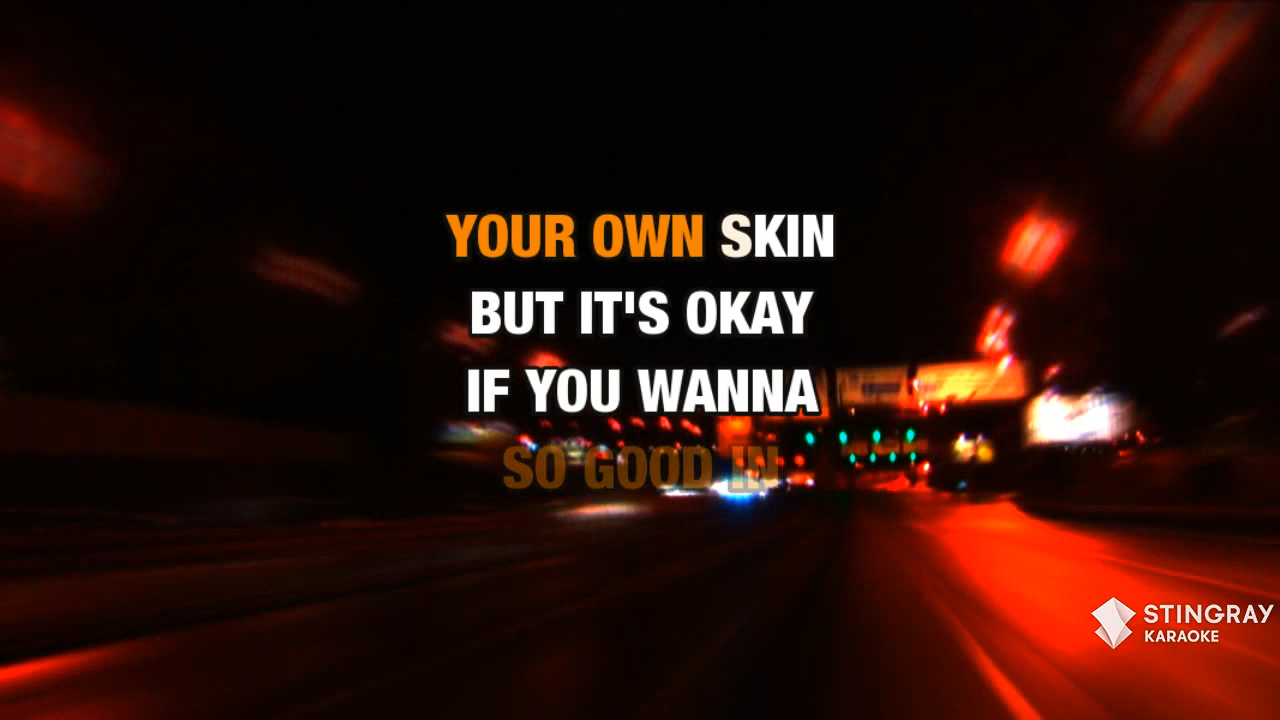 YOUR OWN SKIN
BUT IT'S OKAY
IF YOU WANNA
SO GOOD IN
STINGRAY
KARAOKE